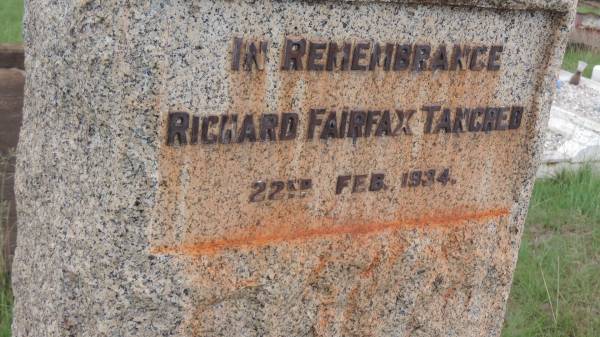 IN REMEMBRANCE
RICHARD FAIRFAX TANCRED
22ND FEB. 1934.